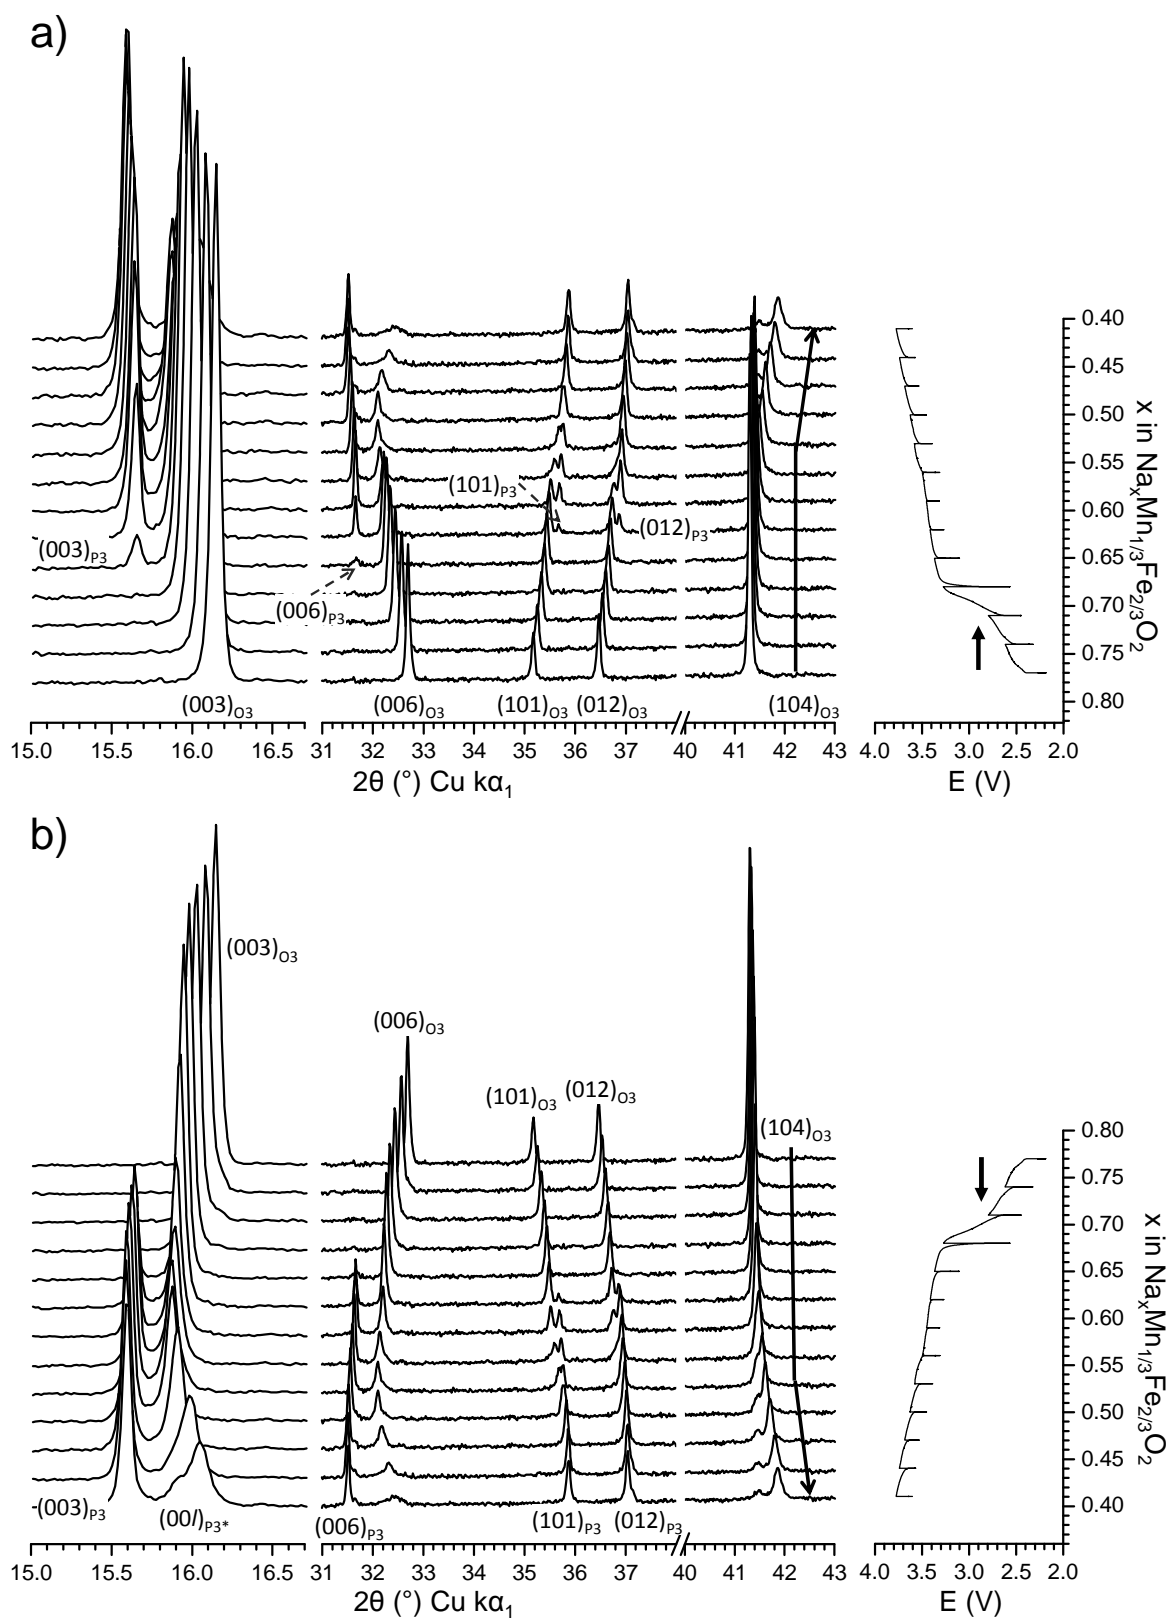 a)
(003)P3
(006)P3
(101)P3
(012)P3
(003)O3
(006)O3
(101)O3
(012)O3
(104)O3
15.0 15.5 16.0 16.5
31 32 33 34 35 36 37
40 41 42 43
2θ (°) Cu kα1
0.40
0.45
0.50
0.55
0.60
0.65
0.70
0.75
0.80
x in NaxMn1/3Fe2/3O2
4.0 3.0 2.5 2.0
E (V)
b)
(003)O3
(006)O3
(101)O3
(012)O3
(104)O3
-(003)P3
(00l)P3*
(006)P3
(101)P3
(012)P3
15.0 15.5 16.0 16.5
31 32 33 34 35 36 37
40 41 42 43
2θ (°) Cu kα1
0.80
0.75
0.70
0.65
0.60
0.55
0.50
0.45
0.40
x in NaxMn1/3Fe2/3O2
4.0 3.5 3.0 2.5 2.0
E (V)